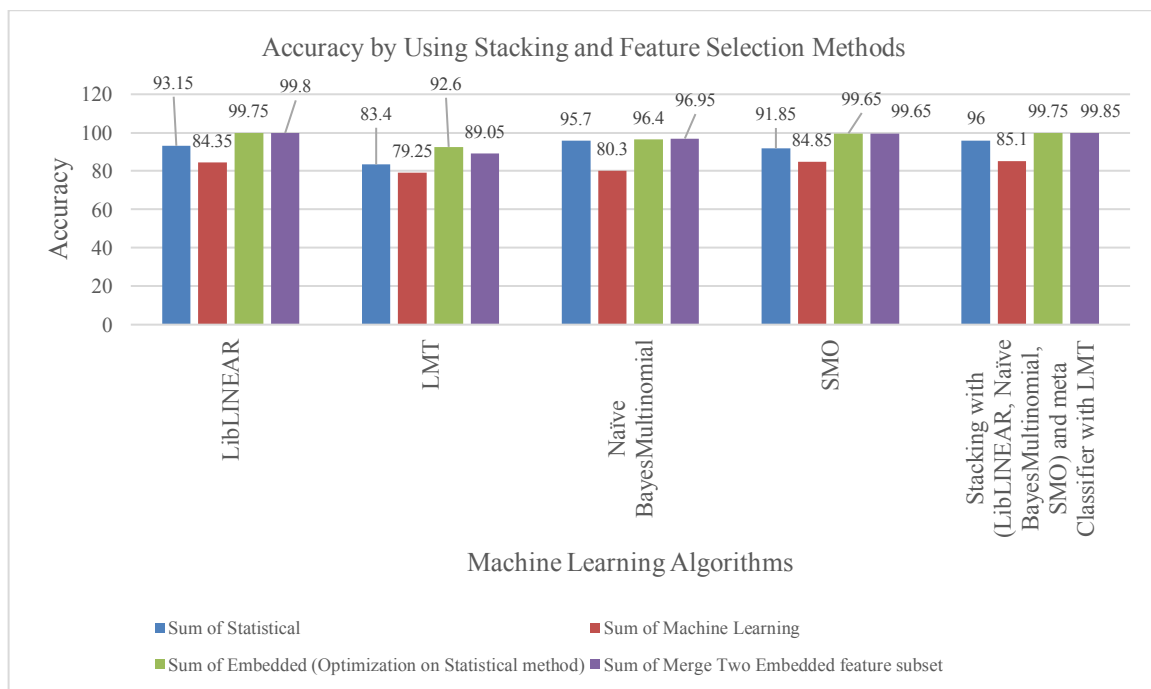 Accuracy by Using Stacking and Feature Selection Methods
93.15
84.35
99.75
99.8
83.4
79.25
92.6
89.05
95.7
80.3
96.4
96.95
91.85
84.85
99.65
99.65
96
85.1
99.75
99.85
120
100
80
60
40
20
0
Accuracy
LibLINEAR
LMT
Naïve
BayesMultinomial
SMO
Stacking with
(LibLINEAR, Naïve
BayesMultinomial,
SMO) and meta
Classifier with LMT
Machine Learning Algorithms
Sum of Statistical
Sum of Machine Learning
Sum of Embedded (Optimization on Statistical method)
Sum of Merge Two Embedded feature subset